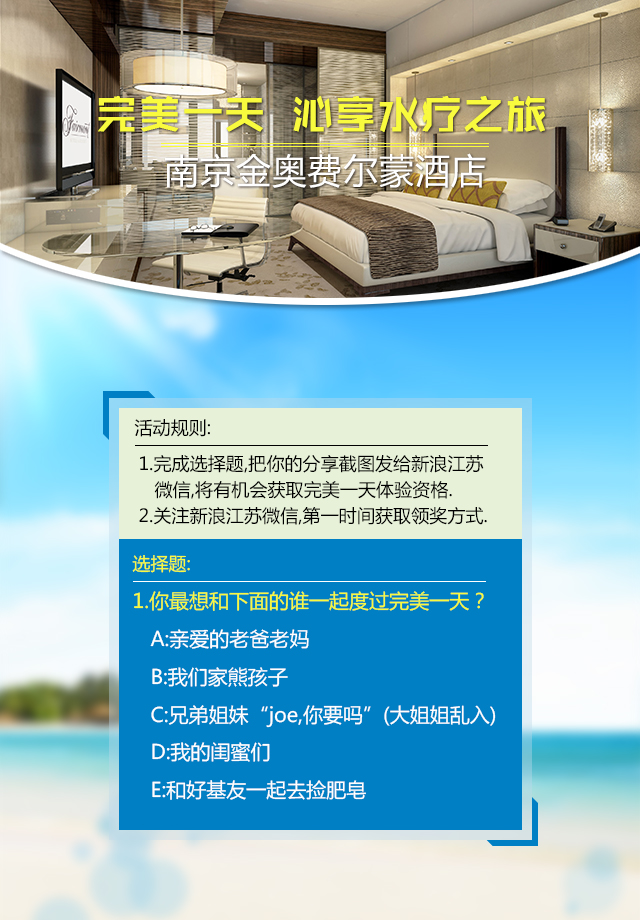 完美一天 沁享水疗之旅
Fairmont
南京金奥费尔蒙酒店
活动规则:
1.完成选择题,把你的分享截图发给新浪江苏
微信,将有机会获取完美一天体验资格.
2.关注新浪江苏微信,第一时间获取领奖方式.
选择题:
1.你最想和下面的谁一起度过完美一天？
A:亲爱的老爸老妈
B:我们家熊孩子
C:兄弟姐妹“joe,你要吗”(大姐姐乱入)
D:我的闺蜜们
E:和好基友一起去捡肥皂